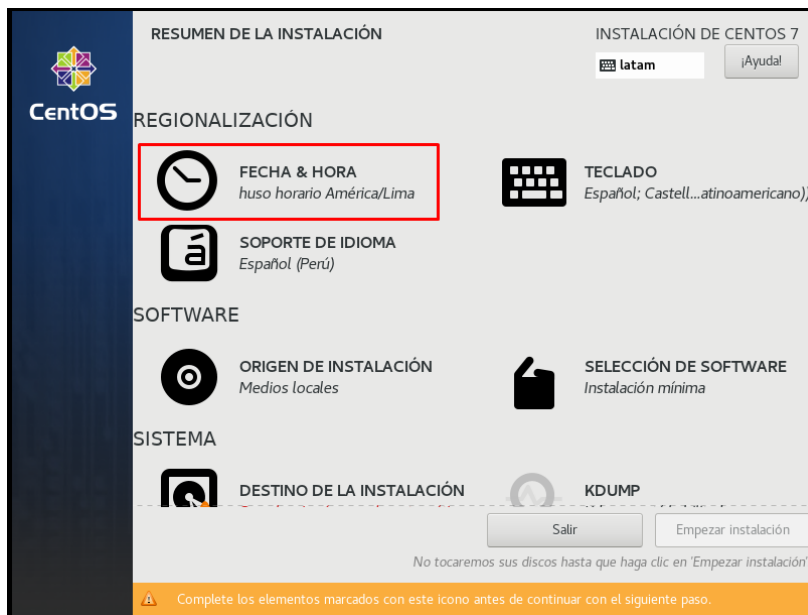 RESUMEN DE LA INSTALACIÓN
INSTALACIÓN DE CENTOS 7
latam
¡Ayuda!
CentOS
REGIONALIZACIÓN
FECHA & HORA
huso horario América/Lima
TECLADO
Español; Castell...atinoamericano))
SOPORTE DE IDIOMA
Español (Perú)
SOFTWARE
ORIGEN DE INSTALACIÓN
Medios locales
SELECCIÓN DE SOFTWARE
Instalación mínima
SISTEMA
DESTINO DE LA INSTALACIÓN
KDUMP
Salir
Empezar instalación
No tocaremos sus discos hasta que haga clic en 'Empezar instalación'
Complete los elementos marcados con este icono antes de continuar con el siguiente paso.